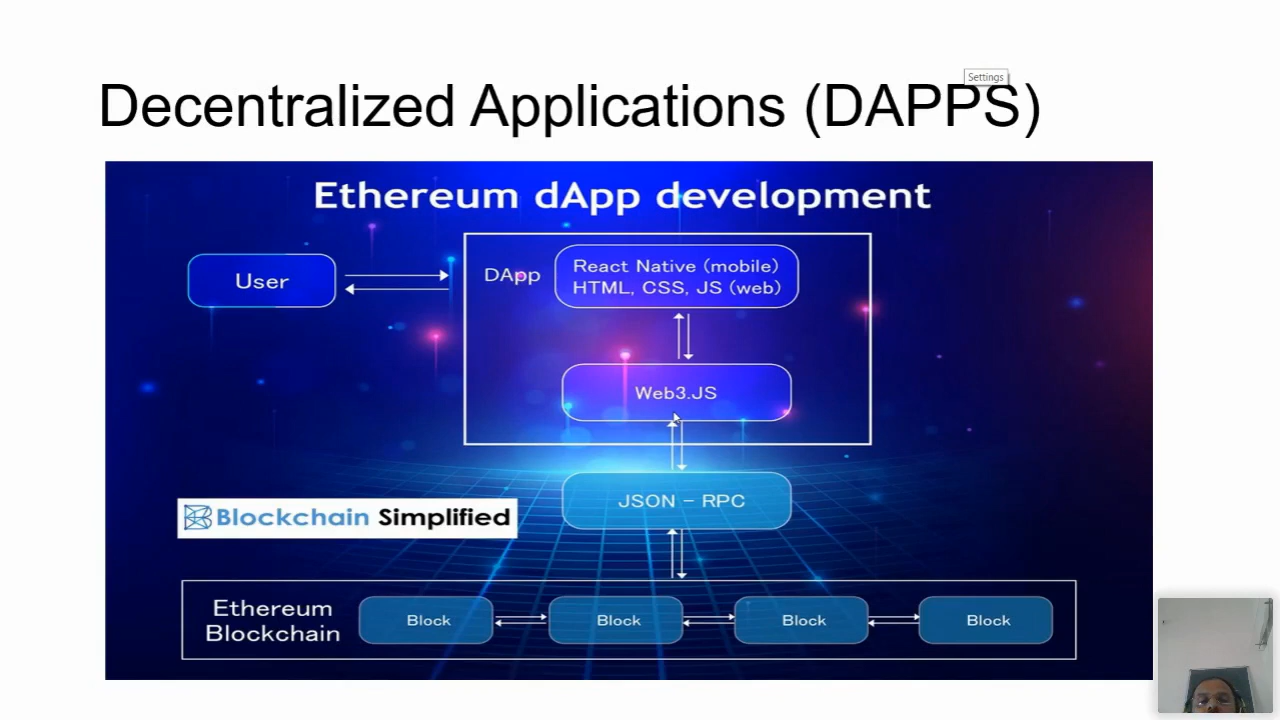 Settings
Decentralized Applications (DAPPS)
Ethereum dApp development
User
DApp
React Native (mobile)
HTML, CSS, JS (web)
Web3.JS
JSON - RPC
Blockchain Simplified
Ethereum
Blockchain
Block
Block
Block
Block